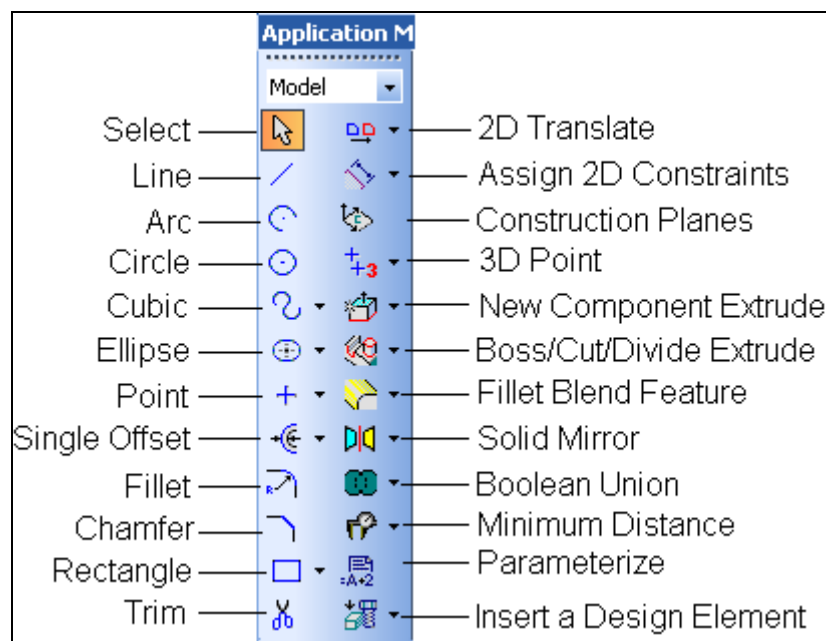 Application M
Model
Select
2D Translate
Line
Assign 2D Constraints
Arc
Construction Planes
Circle
3D Point
Cubic
New Component Extrude
Ellipse
Boss/Cut/Divide Extrude
Point
Fillet Blend Feature
Single Offset
Solid Mirror
Fillet
Boolean Union
Chamfer
Minimum Distance
Rectangle
Parameterize
Trim
Insert a Design Element